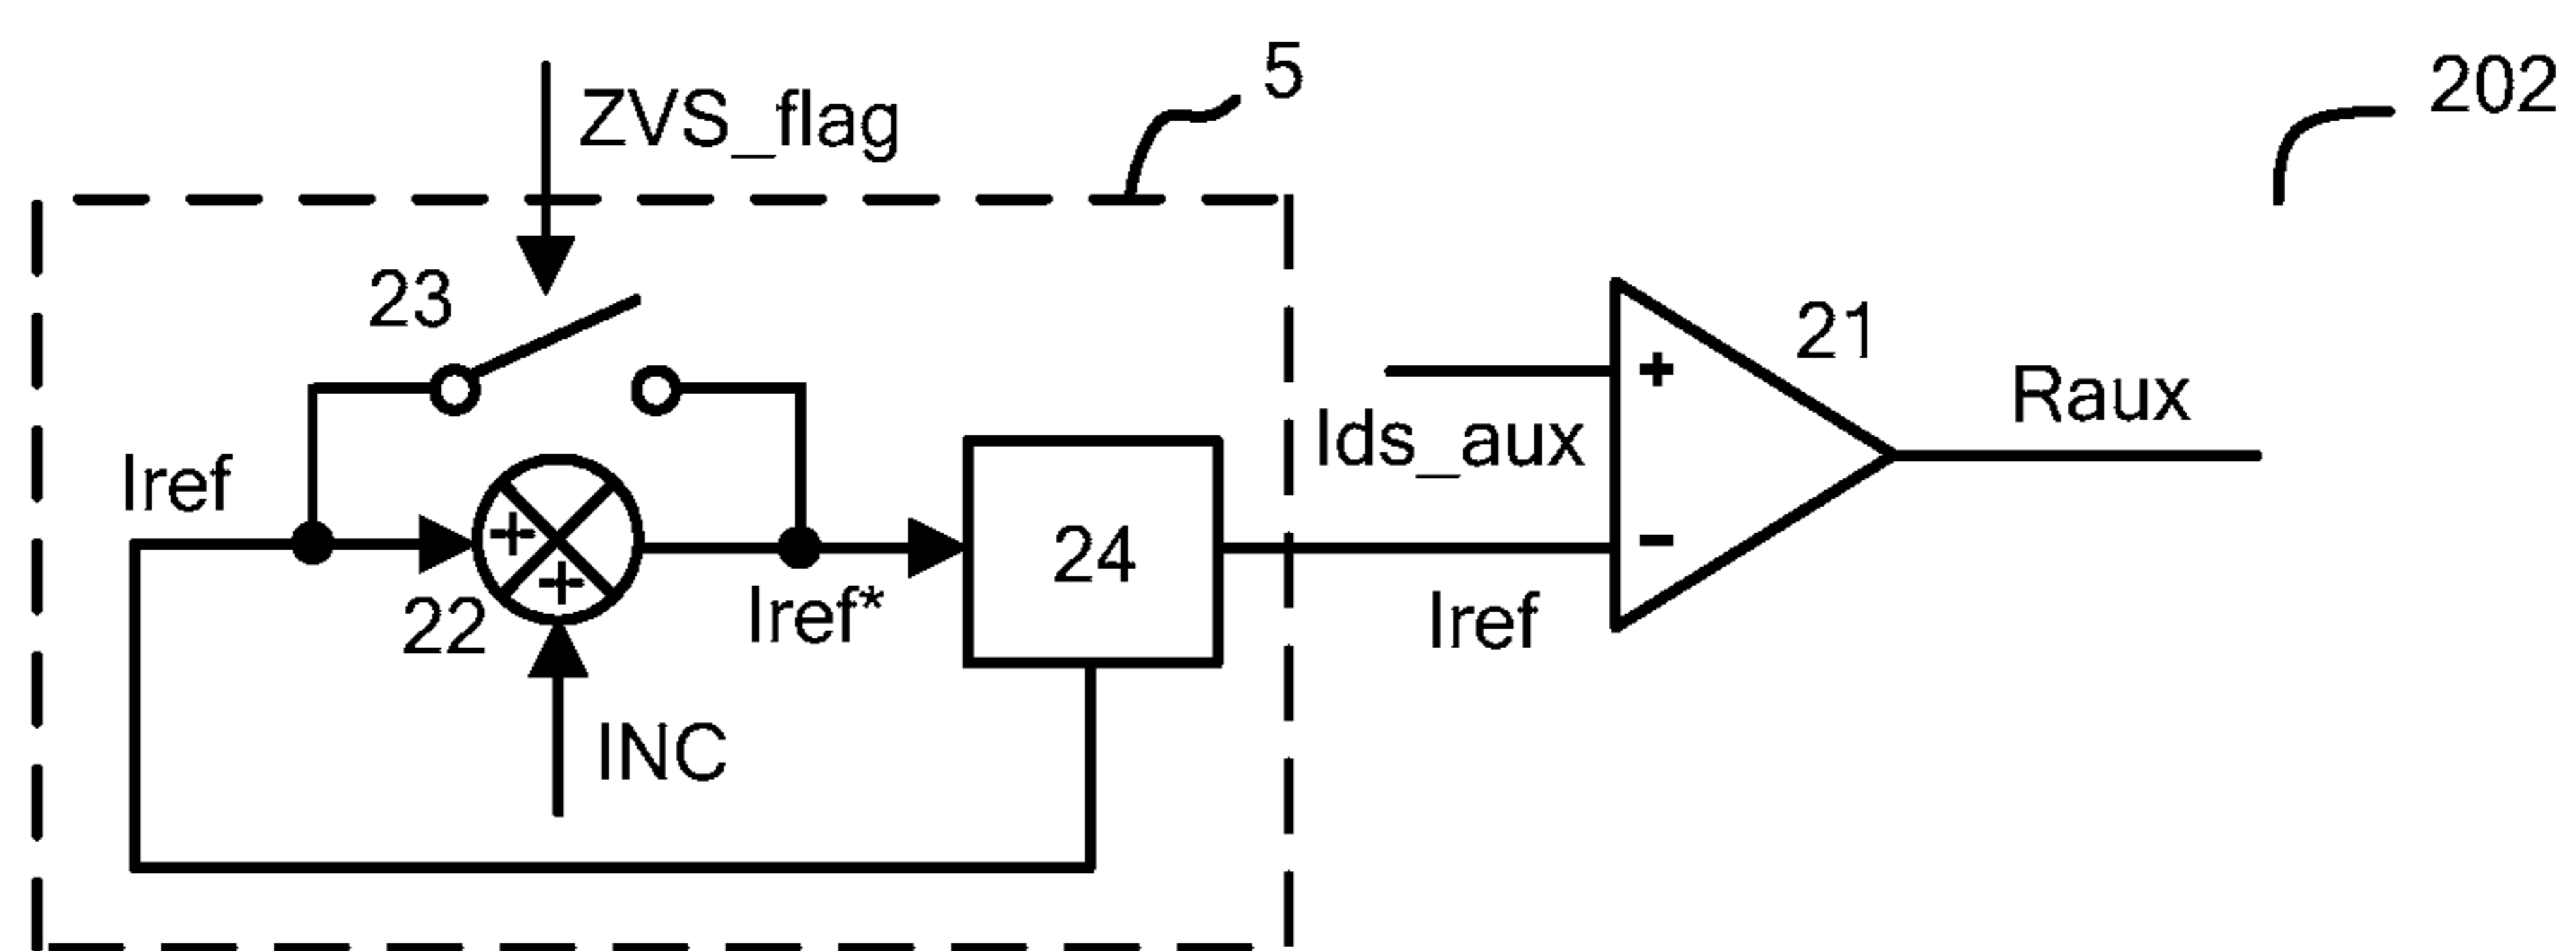 5
202
ZVS_flag
23
21
Raux
Ids_aux
Iref
+
-
+
+
24
22
Iref*
Iref
INC